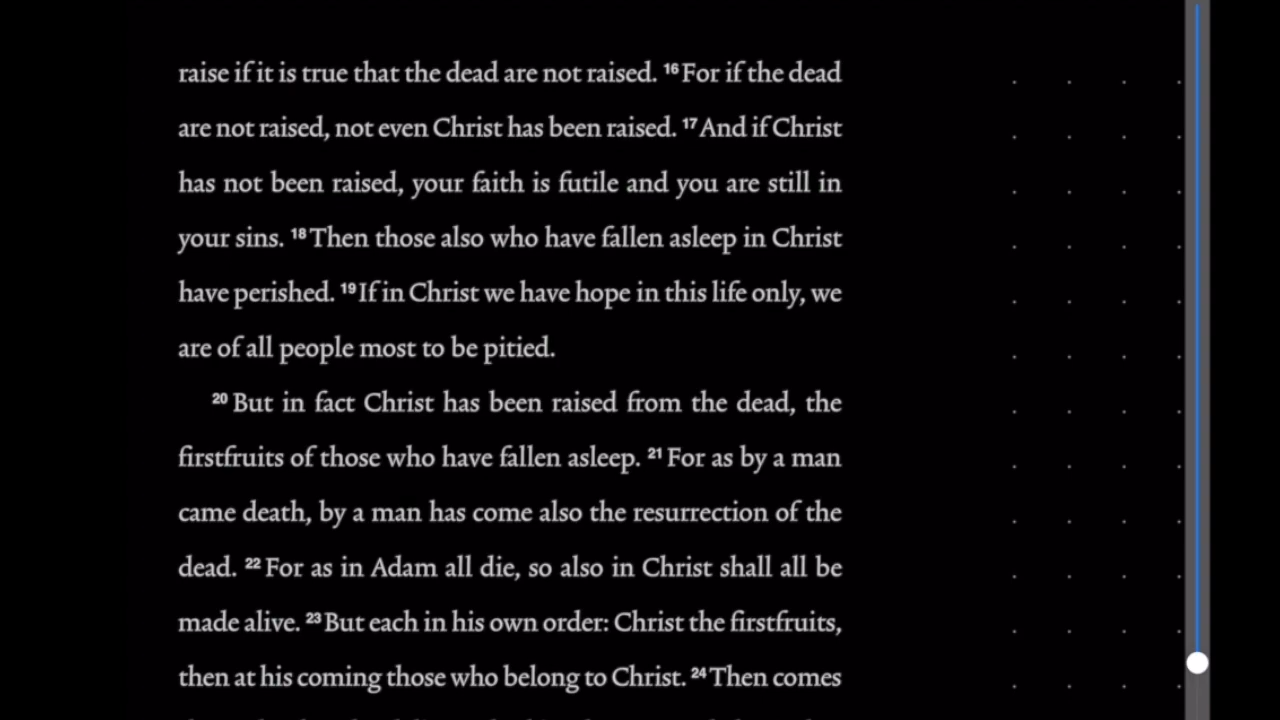 raise if it is true that the dead are not raised. 16 For if the dead
are not raised, not even Christ has been raised. 17 And if Christ
has not been raised, your faith is futile and you are still in
your sins. 18 Then those also who have fallen asleep in Christ
have perished. 19 If in Christ we have hope in this life only, we
are of all people most to be pitied.
20 But in fact Christ has been raised from the dead, the
firstfruits of those who have fallen asleep. 21 For as by a man
came death, by a man has come also the resurrection of the
dead. 22 For as in Adam all die, so also in Christ shall all be
made alive. 23 But each in his own order: Christ the firstfruits,
then at his coming those who belong to Christ. 24 Then comes